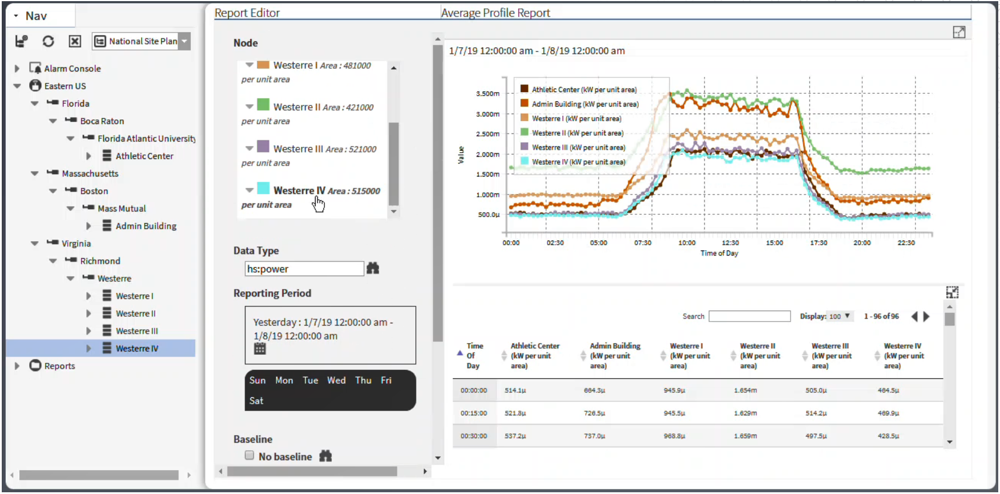 Nav
National Site Plan
Alarm Console
Eastern US
Florida
Boca Raton
Florida Atlantic University
Athletic Center
Massachusetts
Boston
Mass Mutual
Admin Building
Virginia
Richmond
Westerre
Westerre I
Westerre II
Westerre III
Westerre IV
Reports
Report Editor
Node
Westerre I Area : 481000
per unit area
Westerre II Area : 421000
per unit area
Westerre III Area : 521000
per unit area
Westerre IV Area : 515000
per unit area
Data Type
hs:power
Reporting Period
Yesterday : 1/7/19 12:00:00 am -
1/8/19 12:00:00 am
Sun Mon Tue Wed Thu Fri
Sat
Baseline
No baseline
Average Profile Report
1/7/19 12:00:00 am - 1/8/19 12:00:00 am
Value
3.500m
3.000m
2.500m
2.000m
1.500m
1.000m
500.0µ
Athletic Center (kW per unit area)
Admin Building (kW per unit area)
Westerre I (kW per unit area)
Westerre II (kW per unit area)
Westerre III (kW per unit area)
Westerre IV (kW per unit area)
00:00 02:30 05:00 07:30 10:00 12:30 15:00 17:30 20:00 22:30
Time of Day
Search Display: 100 1 - 96 of 96
Time Of Day Athletic Center (kW per unit area) Admin Building (kW per unit area) Westerre I (kW per unit area) Westerre II (kW per unit area) Westerre III (kW per unit area) Westerre IV (kW per unit area)
00:00:00 514.1µ 664.3µ 945.9µ 1.654m 505.0µ 464.5µ
00:15:00 521.8µ 726.5µ 945.5µ 1.629m 514.2µ 469.9µ
00:30:00 537.2µ 737.0µ 968.8µ 1.659m 497.5µ 428.5µ